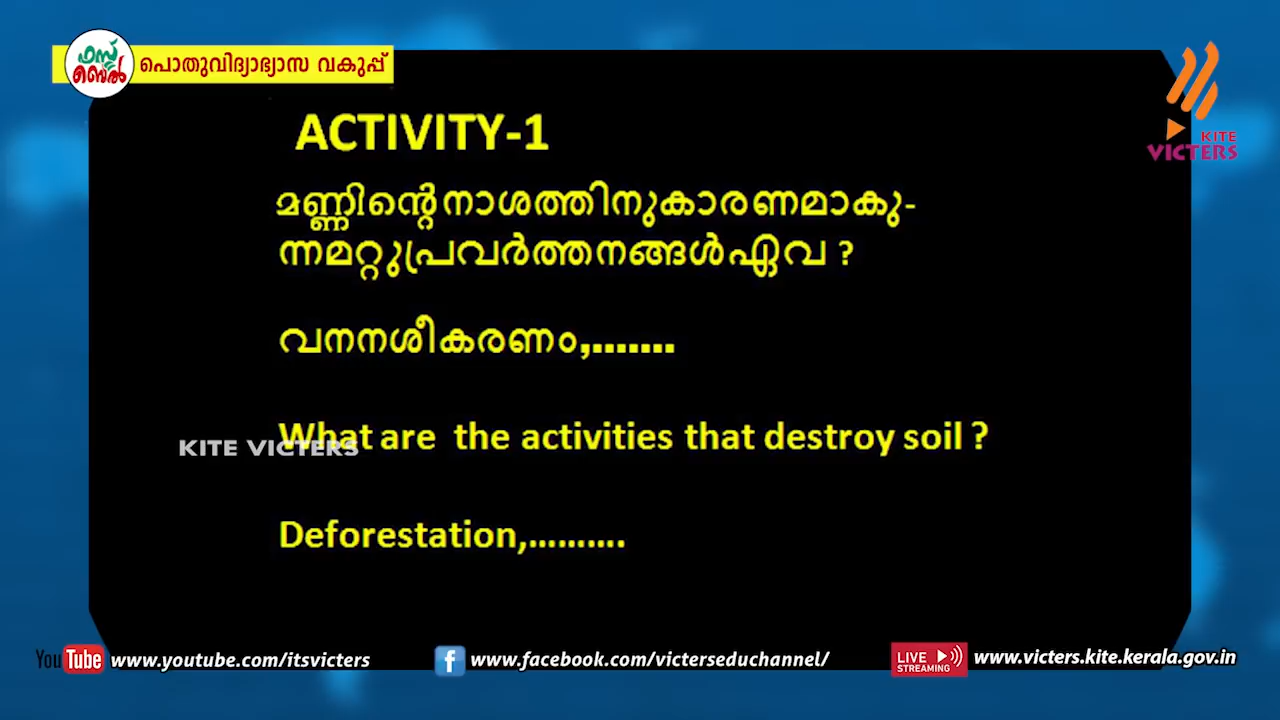 ഫസ്റ്റ്
ബെൽ
പൊതുവിദ്യാഭ്യാസ വകുപ്പ്
KITE
VICTERS
ACTIVITY-1
മണ്ണിന്റെ നാശത്തിനുകാരണമാകു-
ന്നമറ്റുപ്രവർത്തനങ്ങൾഏവ ?
വനനശീകരണം,.......
What are the activities that destroy soil ?
KITE VICTERS
Deforestation,..........
YouTube www.youtube.com/itsvicters
f www.facebook.com/victerseduchannel/
LIVE
STREAMING
www.victers.kite.kerala.gov.in